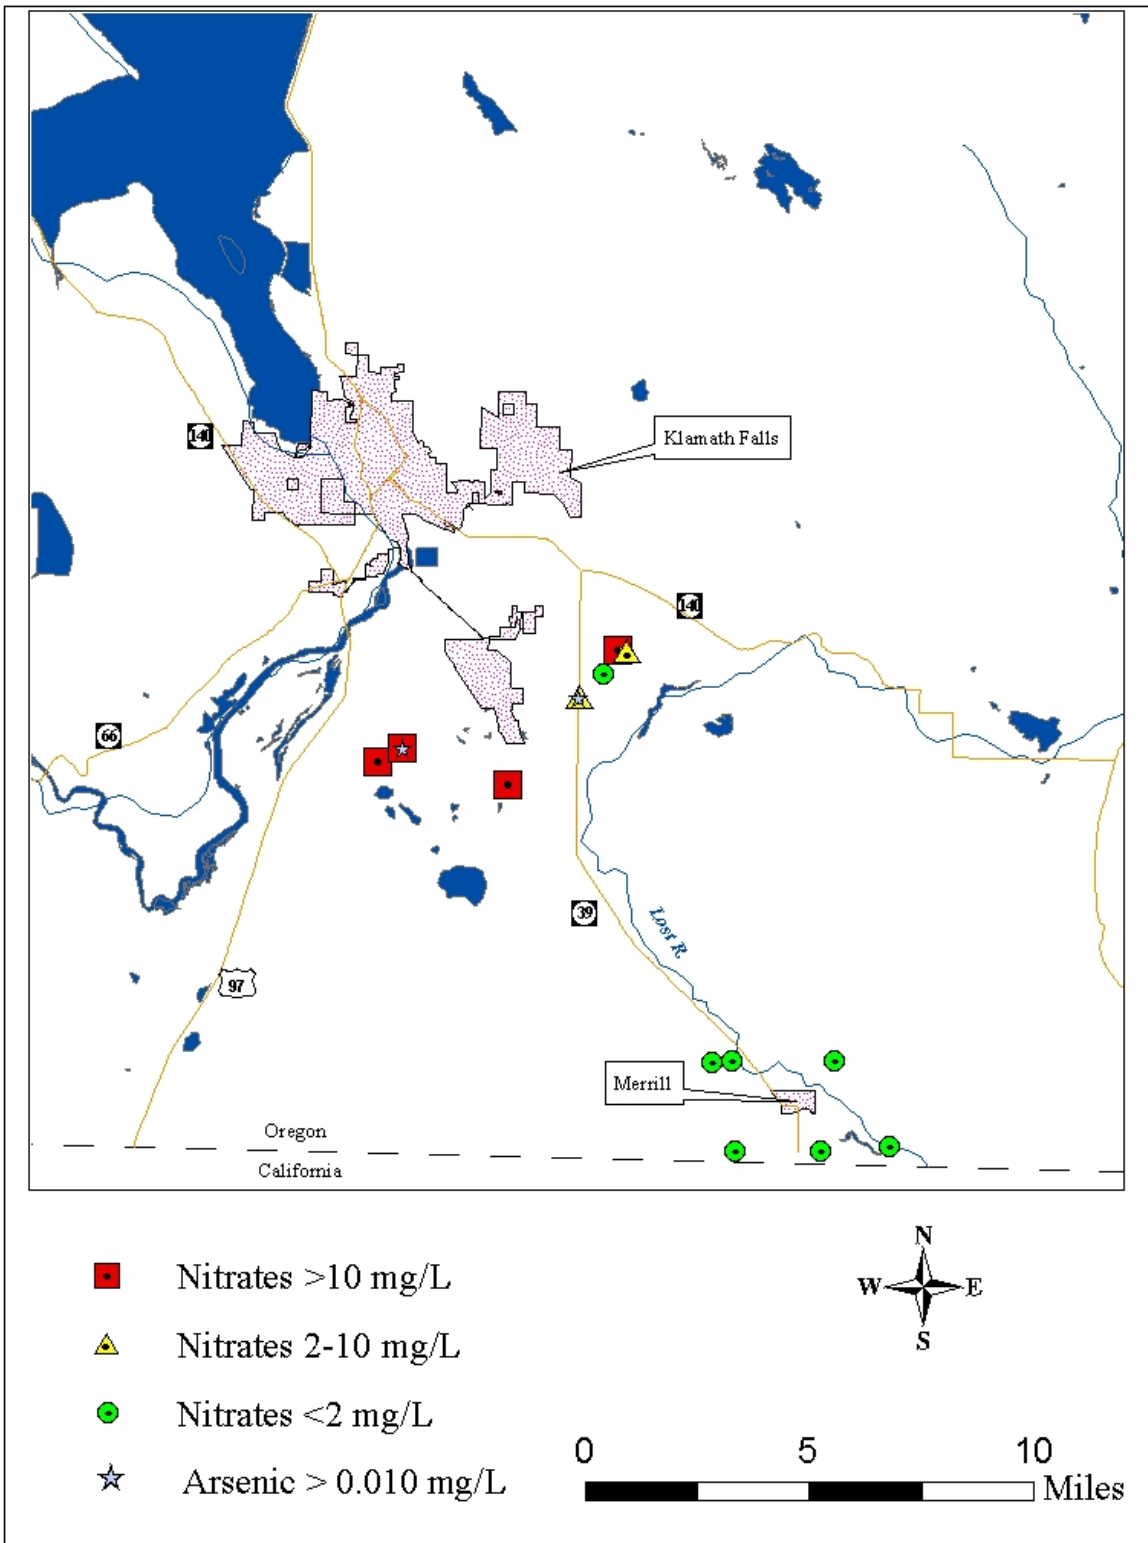 140
Klamath Falls
140
66
39
Lost R
97
Merrill
Oregon
California
N
W E
S
Nitrates >10 mg/L
Nitrates 2-10 mg/L
Nitrates <2 mg/L
Arsenic > 0.010 mg/L
0 5 10
Miles